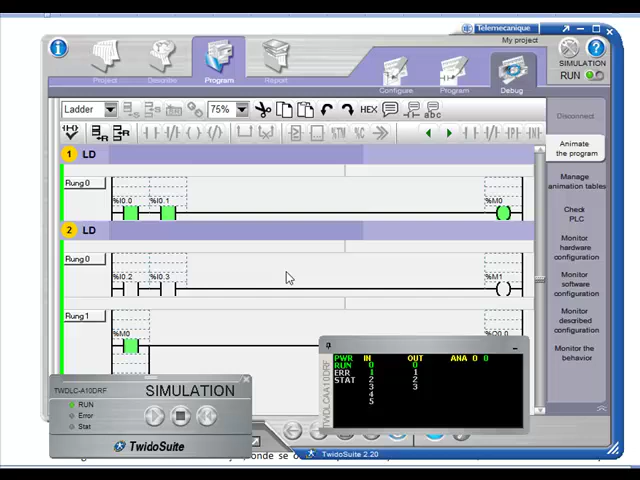 Telemecanique
My project
Project
Describe
Program
Report
Configure
Program
Debug
SIMULATION
RUN
Ladder
75%
HEX
abc
%TM
%C
Disconnect
Animate
the program
Manage
animation tables
Check
PLC
Monitor
hardware
configuration
Monitor
software
configuration
Monitor
described
configuration
Monitor the
behavior
1 LD
Rung 0
%I0.0 %I0.1 %M0
2 LD
Rung 0
%I0.2 %I0.3 %M1
Rung 1
%M0 %Q0.0
TWDLC-A10DRF
SIMULATION
RUN
Error
Stat
TwidoSuite
TWDLCAA10DRF
PWR IN OUT ANA 0 0
RUN 0 0
ERR 1 1
STAT 2 2
3 3
4
5
TwidoSuite 2.20